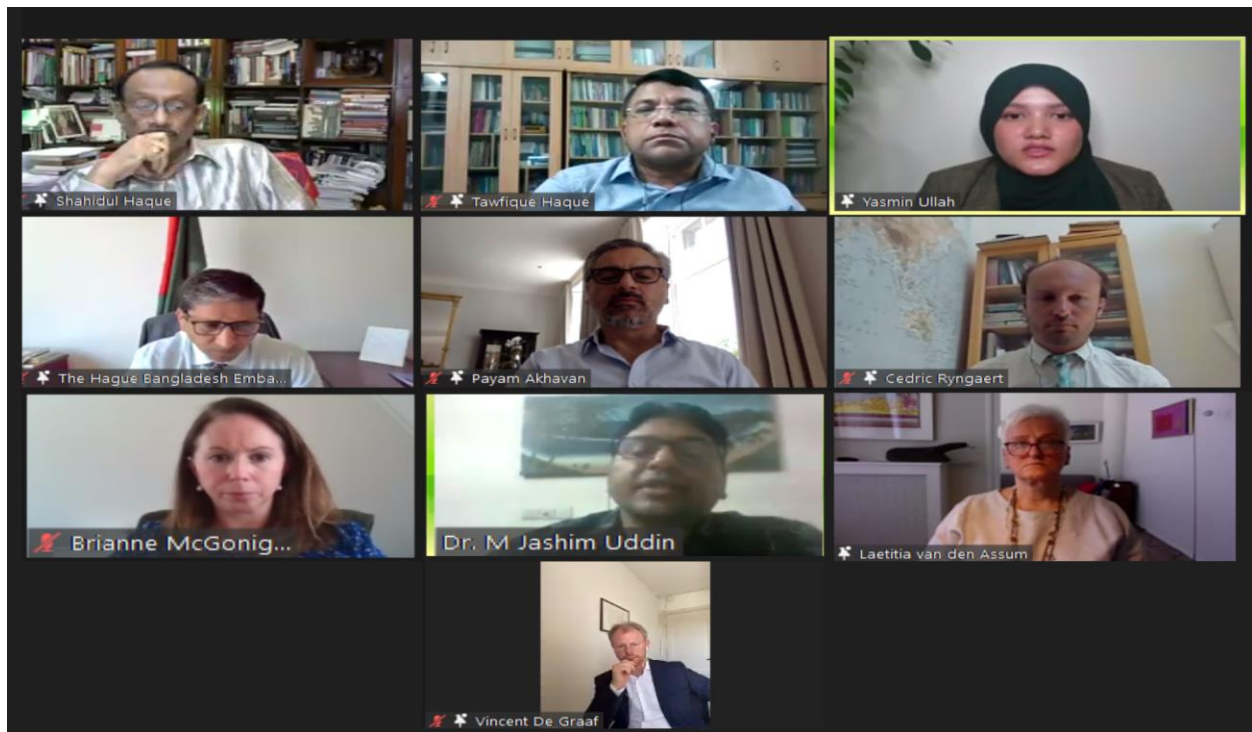 Shahidul Haque
Tawfique Haque
Yasmin Ullah
The Hague Bangladesh Emba...
Payam Akhavan
Cedric Ryngaert
Brianne McGonig...
Dr. M Jashim Uddin
Laetitia van den Assum
Vincent De Graaf